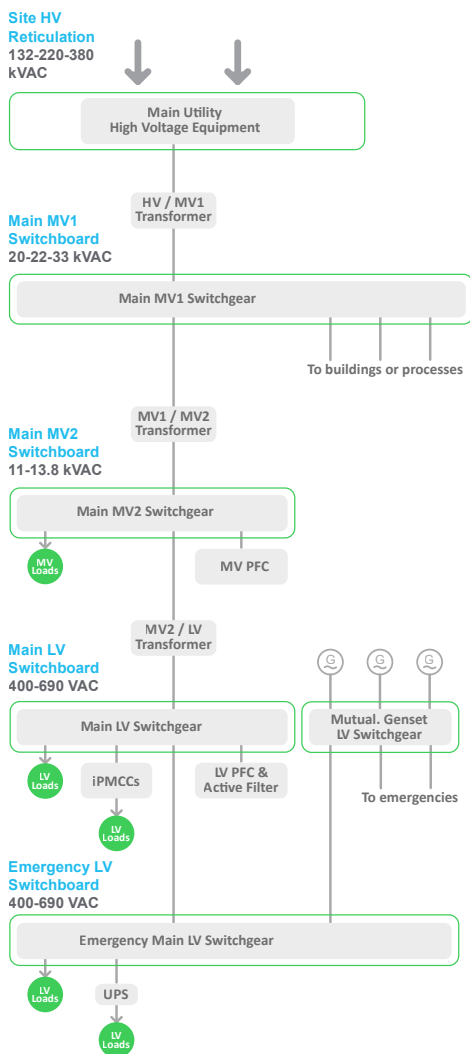 Site HV
Reticulation
132-220-380
kVAC
Main Utility
High Voltage Equipment
HV / MV1
Transformer
Main MV1
Switchboard
20-22-33 kVAC
Main MV1 Switchgear
To buildings or processes
MV1 / MV2
Transformer
Main MV2
Switchboard
11-13.8 kVAC
Main MV2 Switchgear
MV
Loads
MV PFC
MV2 / LV
Transformer
Main LV
Switchboard
400-690 VAC
G
G
G
Main LV Switchgear
Mutual. Genset
LV Switchgear
LV
Loads
iPMCCs
LV PFC &
Active Filter
To emergencies
LV
Loads
Emergency LV
Switchboard
400-690 VAC
Emergency Main LV Switchgear
LV
Loads
UPS
LV
Loads